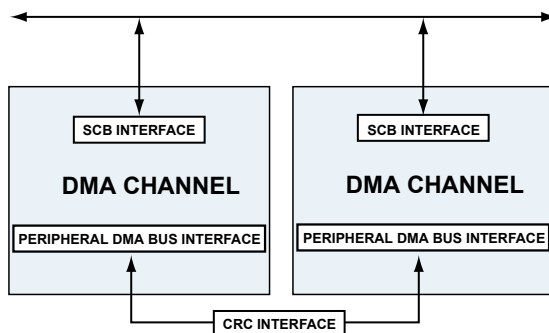 SCB INTERFACE
SCB INTERFACE
DMA CHANNEL
DMA CHANNEL
PERIPHERAL DMA BUS INTERFACE
PERIPHERAL DMA BUS INTERFACE
CRC INTERFACE